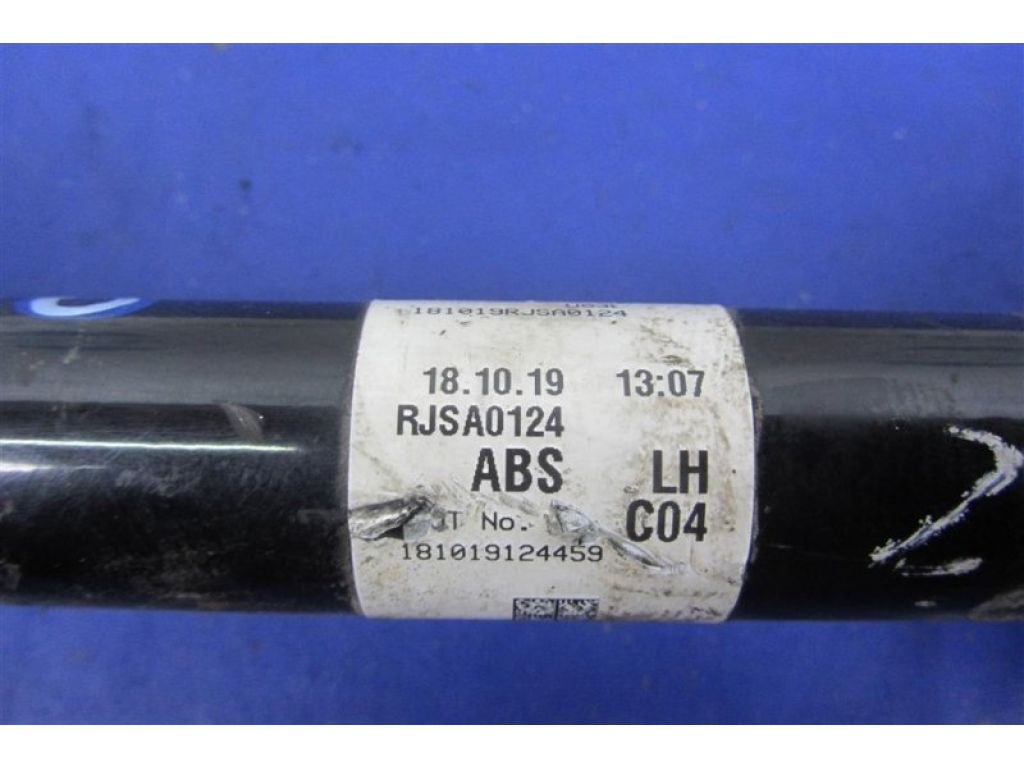 181019RJSA0124
18.10.19 13:07
RJSA0124
ABS LH
No. C04
181019124459